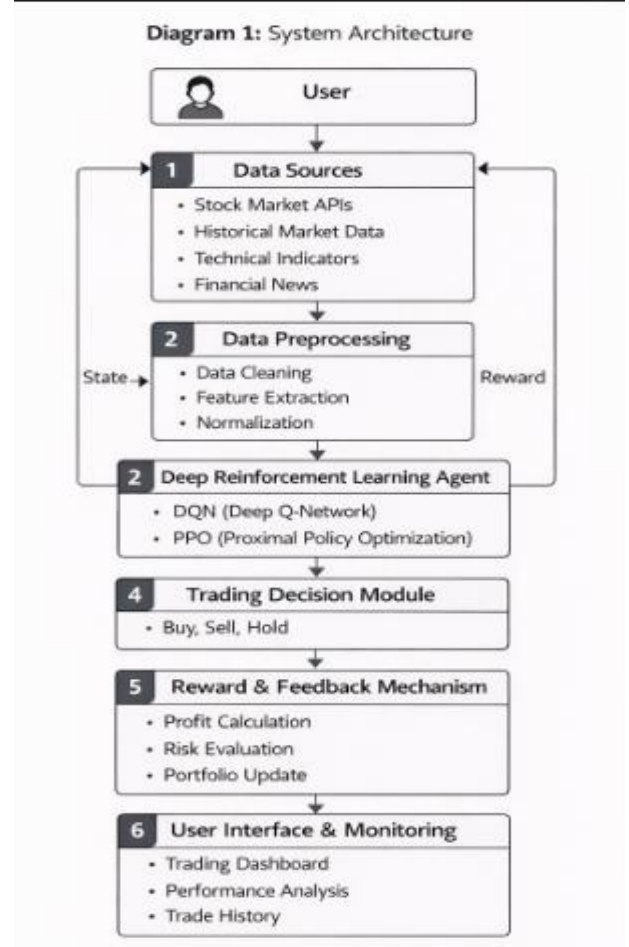 Diagram 1: System Architecture
User
1 Data Sources
• Stock Market APIs
• Historical Market Data
• Technical Indicators
• Financial News
2 Data Preprocessing
State
• Data Cleaning
• Feature Extraction
• Normalization
Reward
2 Deep Reinforcement Learning Agent
• DQN (Deep Q-Network)
• PPO (Proximal Policy Optimization)
4 Trading Decision Module
• Buy, Sell, Hold
5 Reward & Feedback Mechanism
• Profit Calculation
• Risk Evaluation
• Portfolio Update
6 User Interface & Monitoring
• Trading Dashboard
• Performance Analysis
• Trade History